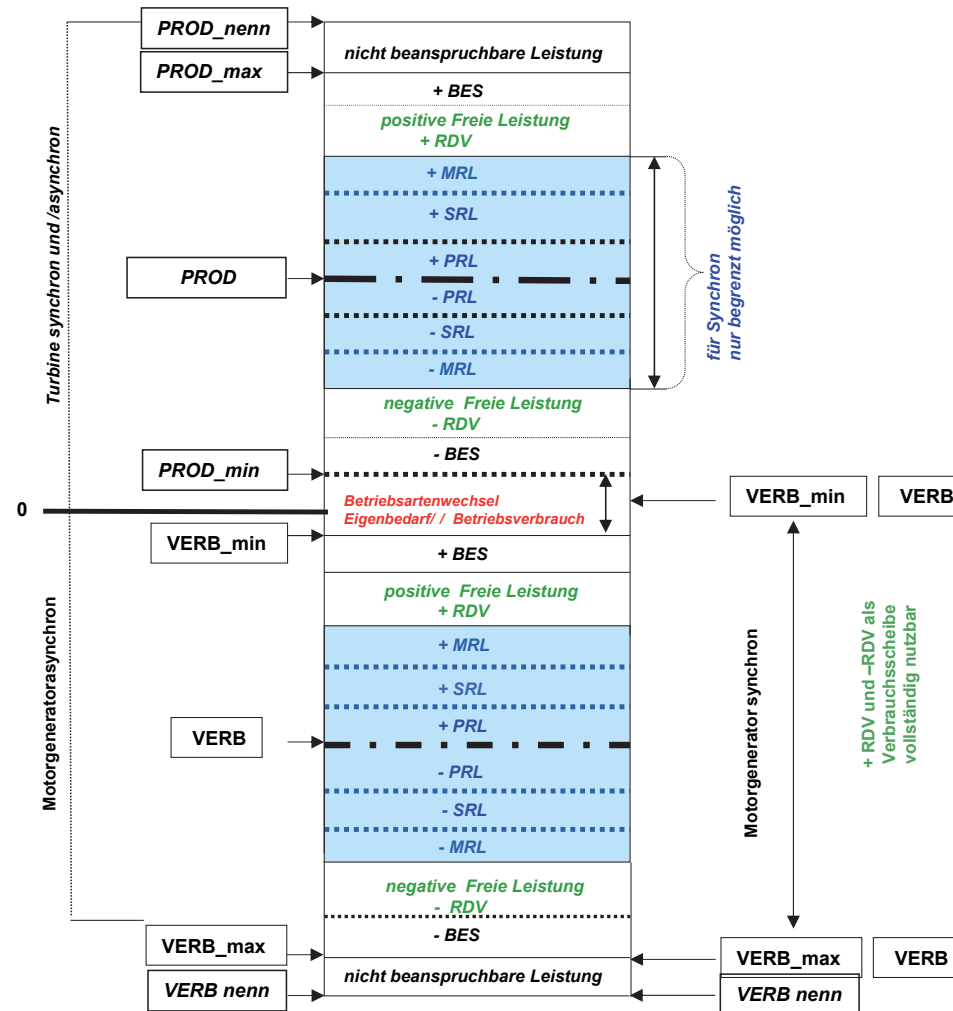 PROD_nenn
nicht beanspruchbare Leistung
PROD_max
+ BES
positive Freie Leistung
+ RDV
+ MRL
+ SRL
+ PRL
PROD
- PRL
- SRL
- MRL
für Synchron
nur begrenzt möglich
Turbine synchron und /asynchron
negative Freie Leistung
- RDV
- BES
PROD_min
0
Betriebsartenwechsel
Eigenbedarf/ / Betriebsverbrauch
VERB_min
VERB
VERB_min
+ BES
positive Freie Leistung
+ RDV
+ MRL
+ SRL
+ PRL
VERB
- PRL
- SRL
- MRL
Motorgeneratorasynchron
Motorgenerator synchron
+ RDV und –RDV als
Verbrauchsscheibe
vollständig nutzbar
negative Freie Leistung
- RDV
- BES
VERB_max
VERB_max
VERB
nicht beanspruchbare Leistung
VERB nenn
VERB nenn